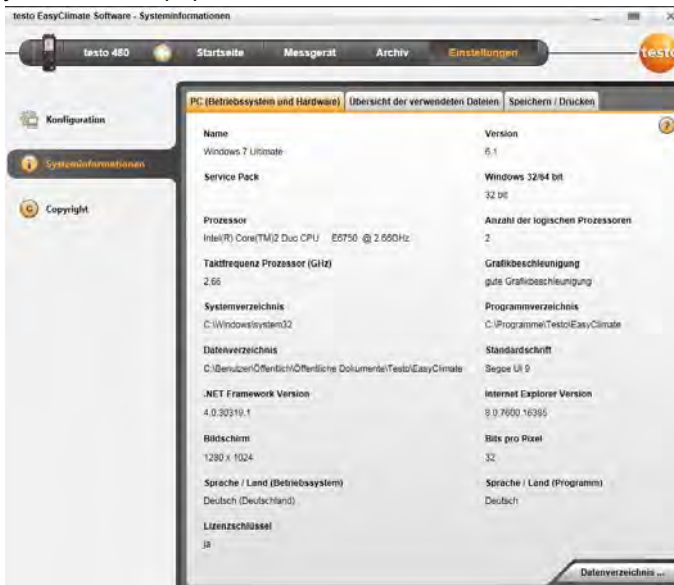 testo EasyClimate Software - Systeminformationen
testo 480 Startseite Messgerät Archiv Einstellungen testo
PC (Betriebssystem und Hardware) Übersicht der verwendeten Dateien Speichern / Drucken
Konfiguration
Systeminformationen
Copyright
Name Version
Windows 7 Ultimate 6.1
Service Pack Windows 32/64 bit
32 bit
Prozessor Anzahl der logischen Prozessoren
Intel(R) Core(TM)2 Duo CPU E6750 @ 2.66GHz 2
Taktfrequenz Prozessor (GHz) Grafikbeschleunigung
2,66 gute Grafikbeschleunigung
Systemverzeichnis Programmverzeichnis
C:\Windows\system32 C:\Programme\Testo\EasyClimate
Datenverzeichnis Standardschrift
C:\Benutzer\Öffentlich\Öffentliche Dokumente\Testo\EasyClimate Segoe UI 9
.NET Framework Version Internet Explorer Version
4.0.30319.1 8.0.7600.16385
Bildschirm Bits pro Pixel
1280 x 1024 32
Sprache / Land (Betriebssystem) Sprache / Land (Programm)
Deutsch (Deutschland) Deutsch
Lizenzschlüssel
ja
Datenverzeichnis ...